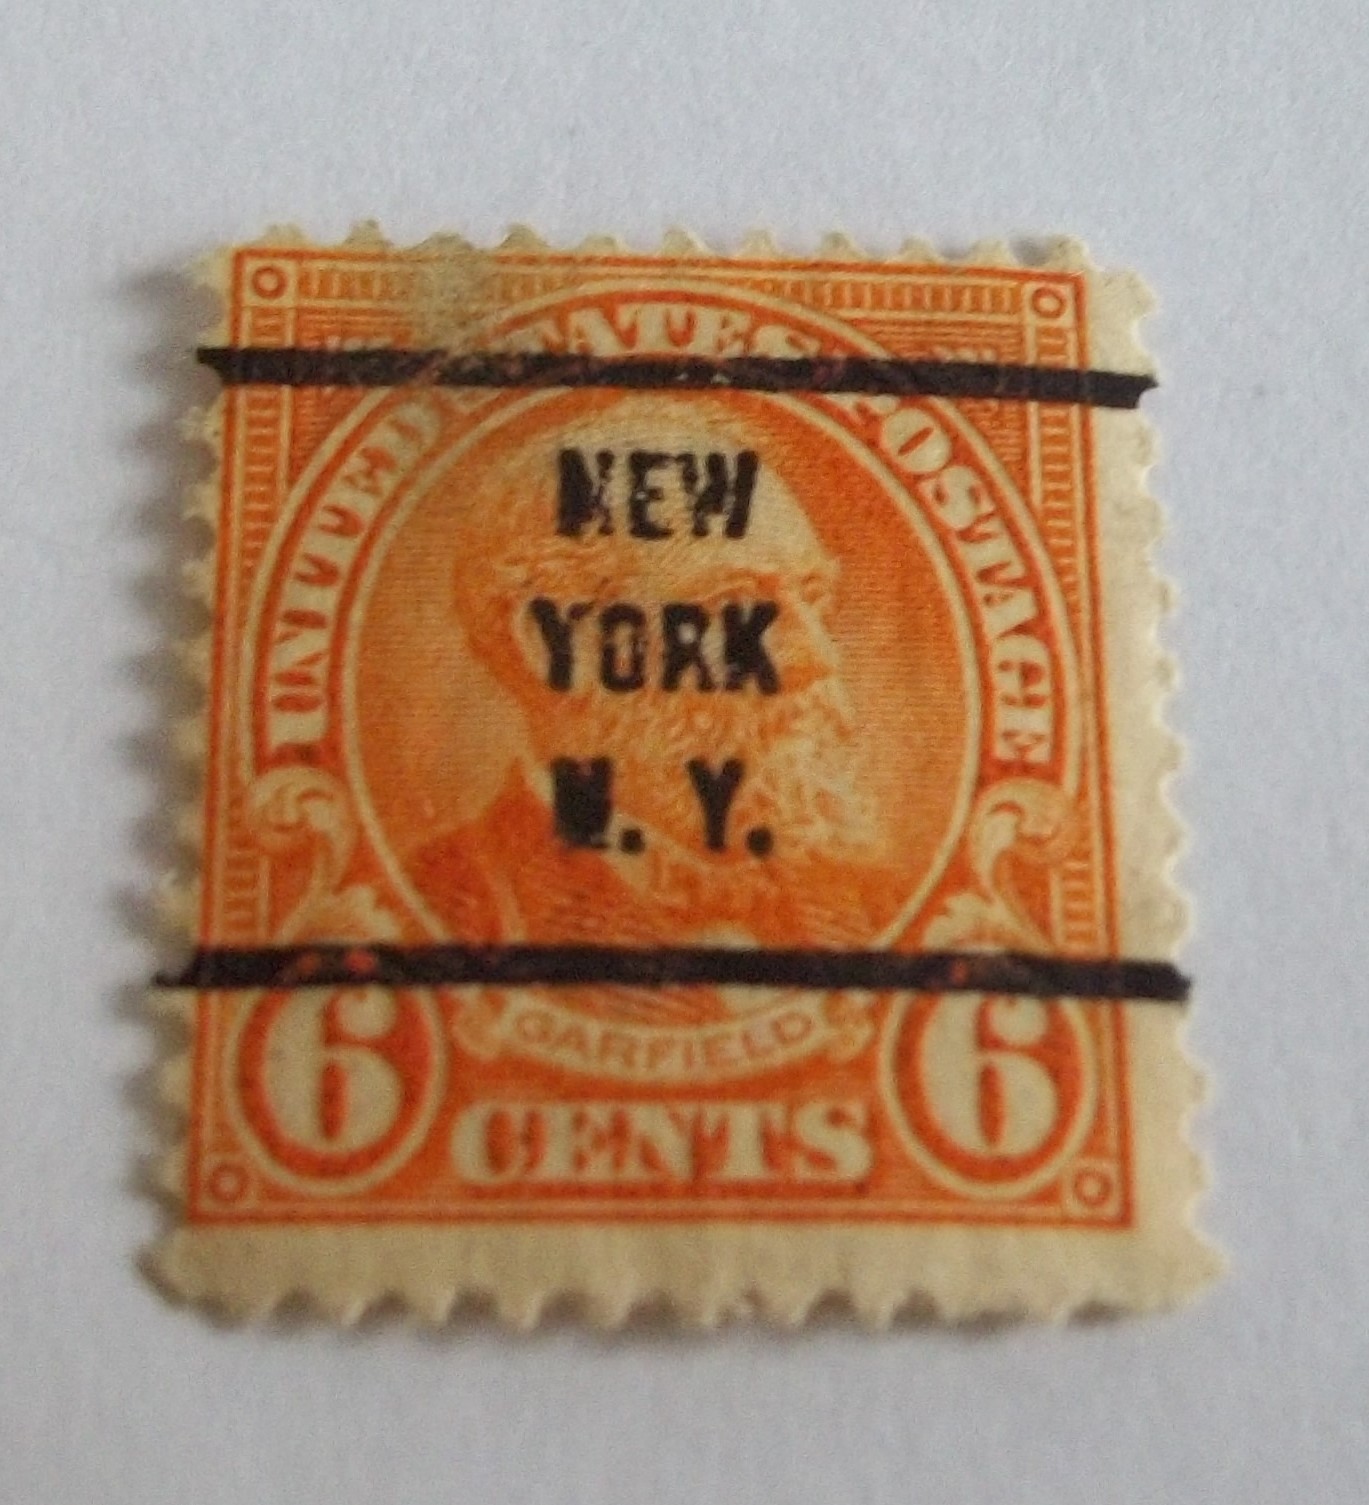 UNITED STATES POSTAGE
NEW
YORK
N. Y.
GARFIELD
6 CENTS 6